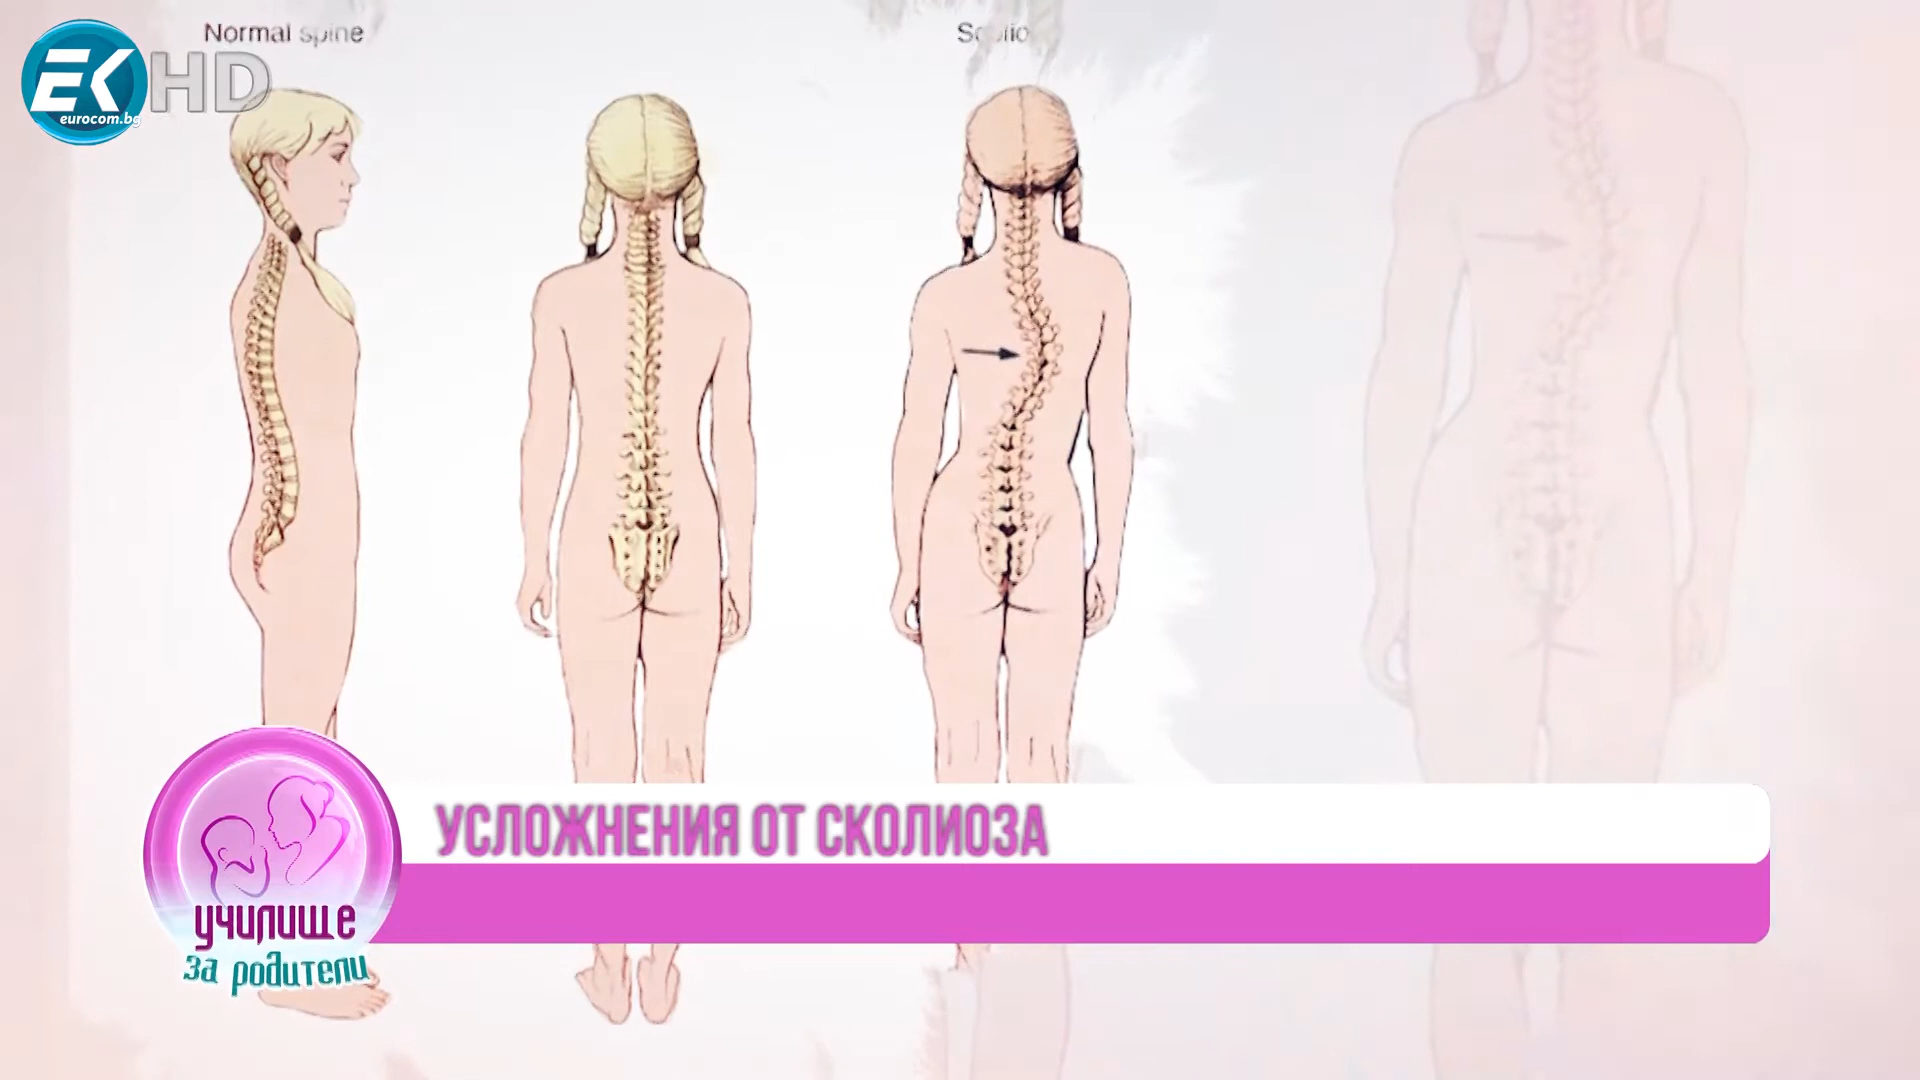 Normal spine
EK HD
eurocom.bg
УСЛОЖНЕНИЯ ОТ СКОЛИОЗА
училище
за родители